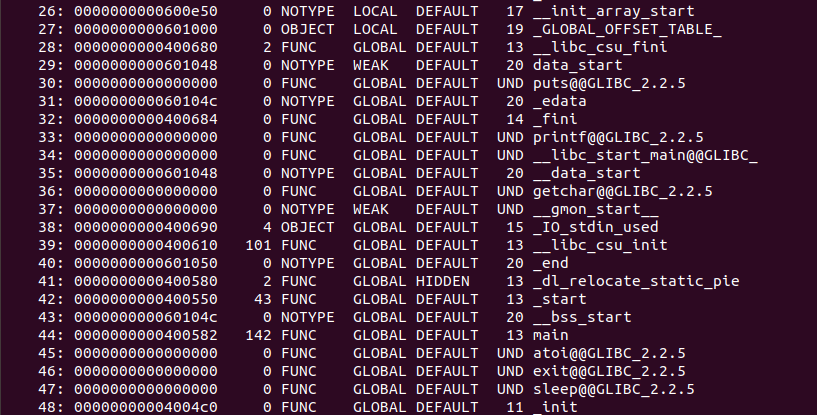 26: 0000000000600e50 0 NOTYPE LOCAL DEFAULT 17 __init_array_start
27: 0000000000601000 0 OBJECT LOCAL DEFAULT 19 _GLOBAL_OFFSET_TABLE_
28: 0000000000400680 2 FUNC GLOBAL DEFAULT 13 __libc_csu_fini
29: 0000000000601048 0 NOTYPE WEAK DEFAULT 20 data_start
30: 0000000000000000 0 FUNC GLOBAL DEFAULT UND puts@@GLIBC_2.2.5
31: 000000000060104c 0 NOTYPE GLOBAL DEFAULT 20 _edata
32: 0000000000400684 0 FUNC GLOBAL DEFAULT 14 _fini
33: 0000000000000000 0 FUNC GLOBAL DEFAULT UND printf@@GLIBC_2.2.5
34: 0000000000000000 0 FUNC GLOBAL DEFAULT UND __libc_start_main@@GLIBC_
35: 0000000000601048 0 NOTYPE GLOBAL DEFAULT 20 __data_start
36: 0000000000000000 0 FUNC GLOBAL DEFAULT UND getchar@@GLIBC_2.2.5
37: 0000000000000000 0 NOTYPE WEAK DEFAULT UND __gmon_start__
38: 0000000000400690 4 OBJECT GLOBAL DEFAULT 15 _IO_stdin_used
39: 0000000000400610 101 FUNC GLOBAL DEFAULT 13 __libc_csu_init
40: 0000000000601050 0 NOTYPE GLOBAL DEFAULT 20 _end
41: 0000000000400580 2 FUNC GLOBAL HIDDEN 13 _dl_relocate_static_pie
42: 0000000000400550 43 FUNC GLOBAL DEFAULT 13 _start
43: 000000000060104c 0 NOTYPE GLOBAL DEFAULT 20 __bss_start
44: 0000000000400582 142 FUNC GLOBAL DEFAULT 13 main
45: 0000000000000000 0 FUNC GLOBAL DEFAULT UND atoi@@GLIBC_2.2.5
46: 0000000000000000 0 FUNC GLOBAL DEFAULT UND exit@@GLIBC_2.2.5
47: 0000000000000000 0 FUNC GLOBAL DEFAULT UND sleep@@GLIBC_2.2.5
48: 00000000004004c0 0 FUNC GLOBAL DEFAULT 11 _init